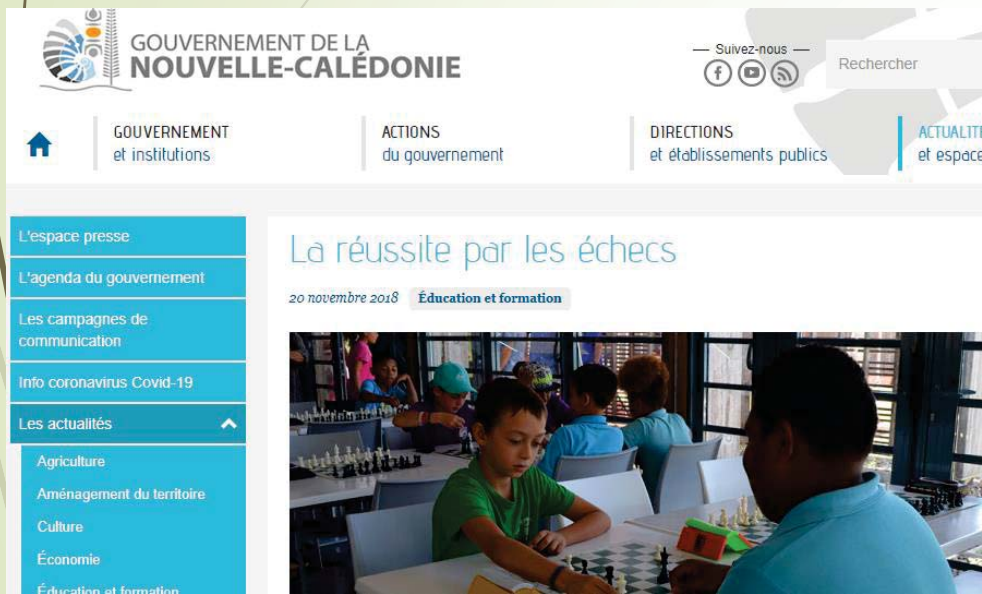 GOUVERNEMENT DE LA
NOUVELLE-CALÉDONIE
— Suivez-nous —
Rechercher
GOUVERNEMENT
et institutions
ACTIONS
du gouvernement
DIRECTIONS
et établissements publics
ACTUALITÉ
et espace
L'espace presse
L'agenda du gouvernement
Les campagnes de
communication
Info coronavirus Covid-19
Les actualités
Agriculture
Aménagement du territoire
Culture
Économie
Éducation et formation
La réussite par les échecs
20 novembre 2018 Éducation et formation